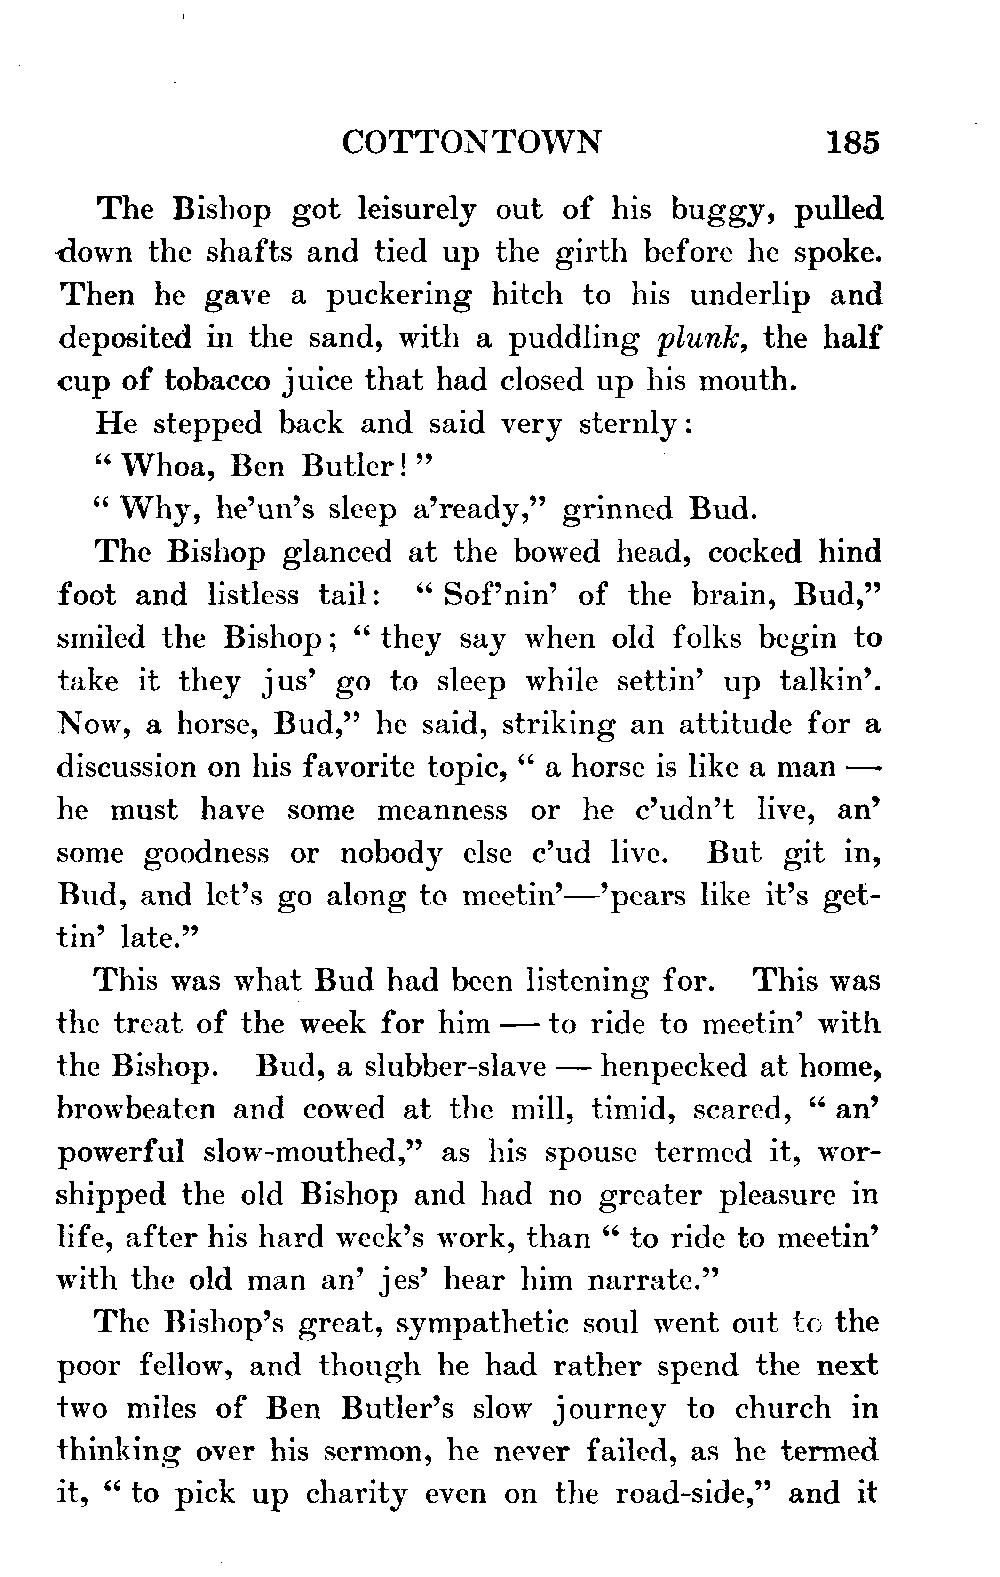 COTTONTOWN 185
The Bishop got leisurely out of his buggy, pulled
down the shafts and tied up the girth before he spoke.
Then he gave a puckering hitch to his underlip and
deposited in the sand, with a puddling plunk, the half
cup of tobacco juice that had closed up his mouth.
He stepped back and said very sternly:
“ Whoa, Ben Butler! ”
“ Why, he’un’s sleep a’ready,” grinned Bud.
The Bishop glanced at the bowed head, cocked hind
foot and listless tail: “ Sof’nin’ of the brain, Bud,”
smiled the Bishop; “ they say when old folks begin to
take it they jus’ go to sleep while settin’ up talkin’.
Now, a horse, Bud,” he said, striking an attitude for a
discussion on his favorite topic, “ a horse is like a man —
he must have some meanness or he c’udn’t live, an’
some goodness or nobody else c’ud live. But git in,
Bud, and let’s go along to meetin’—’pears like it’s get-
tin’ late.”
This was what Bud had been listening for. This was
the treat of the week for him — to ride to meetin’ with
the Bishop. Bud, a slubber-slave — henpecked at home,
browbeaten and cowed at the mill, timid, scared, “ an’
powerful slow-mouthed,” as his spouse termed it, wor-
shipped the old Bishop and had no greater pleasure in
life, after his hard week’s work, than “ to ride to meetin’
with the old man an’ jes’ hear him narrate.”
The Bishop’s great, sympathetic soul went out to the
poor fellow, and though he had rather spend the next
two miles of Ben Butler’s slow journey to church in
thinking over his sermon, he never failed, as he termed
it, “ to pick up charity even on the road-side,” and it